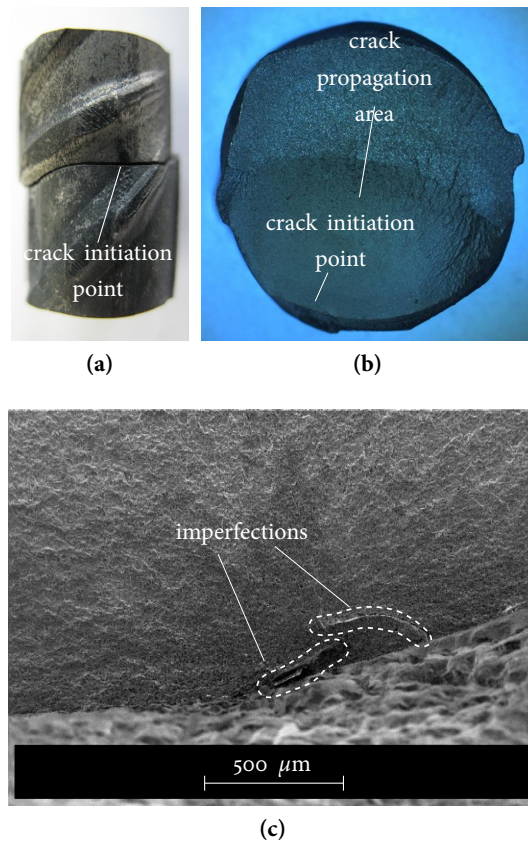 crack initiation
point
(a)
crack
propagation
area
crack initiation
point
(b)
imperfections
500 µm
(c)